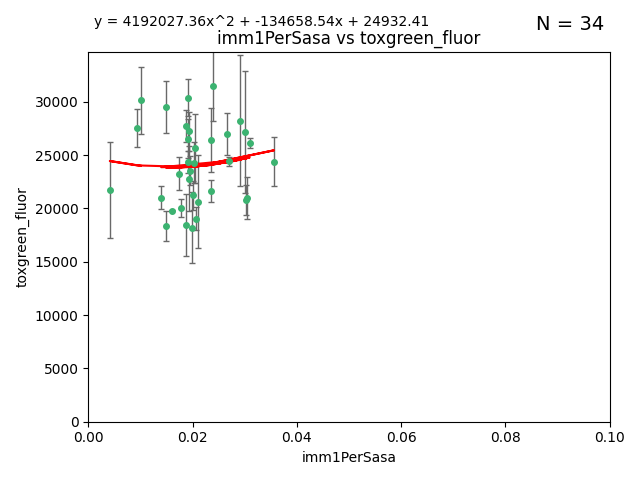 y = 4192027.36x^2 + -134658.54x + 24932.41
N = 34
imm1PerSasa vs toxgreen_fluor
30000
25000
20000
15000
10000
5000
0
toxgreen_fluor
0.00 0.02 0.04 0.06 0.08 0.10
imm1PerSasa